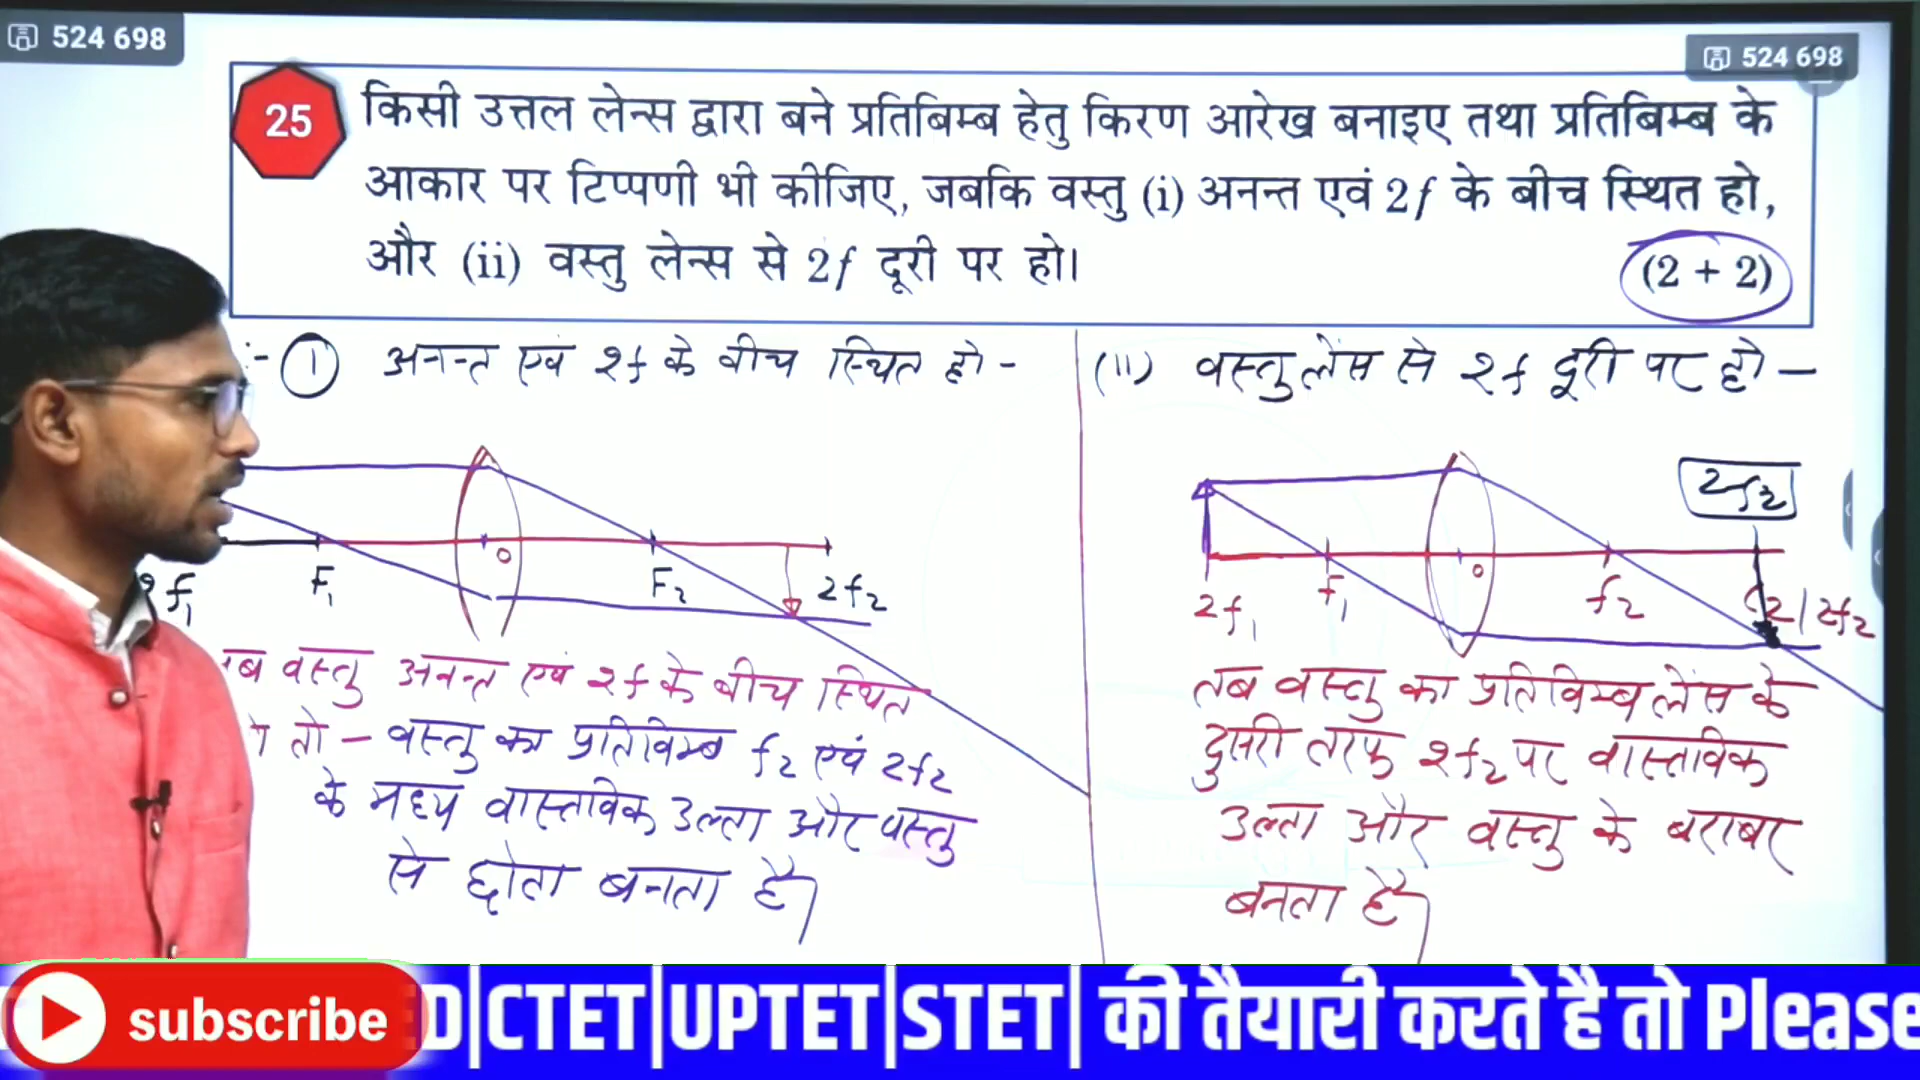 524 698
524 698
25
किसी उत्तल लेन्स द्वारा बने प्रतिबिम्ब हेतु किरण आरेख बनाइए तथा प्रतिबिम्ब के
आकार पर टिप्पणी भी कीजिए, जबकि वस्तु (i) अनन्त एवं 2f के बीच स्थित हो,
और (ii) वस्तु लेन्स से 2f दूरी पर हो।
(2 + 2)
:- (1) अनन्त एवं 2f के बीच स्थित हो -
O
F₁
F₂
2f₂
2f₁
वस्तु अनन्त एवं 2f के बीच स्थित
तो - वस्तु का प्रतिबिम्ब f₂ एवं 2f₂
के मध्य वास्तविक उल्टा और वस्तु
से छोटा बनता है।
(ii) वस्तु लेंस से 2f दूरी पर हो -
2f₂
O
2f₁
f₁
f₂
2f₂
तब वस्तु का प्रतिबिम्ब लेंस के
दुसरी तरफ 2f₂ पर वास्तविक
उल्टा और वस्तु के बराबर
बनता है।
subscribe
D|CTET|UPTET|STET| की तैयारी करते है तो Please